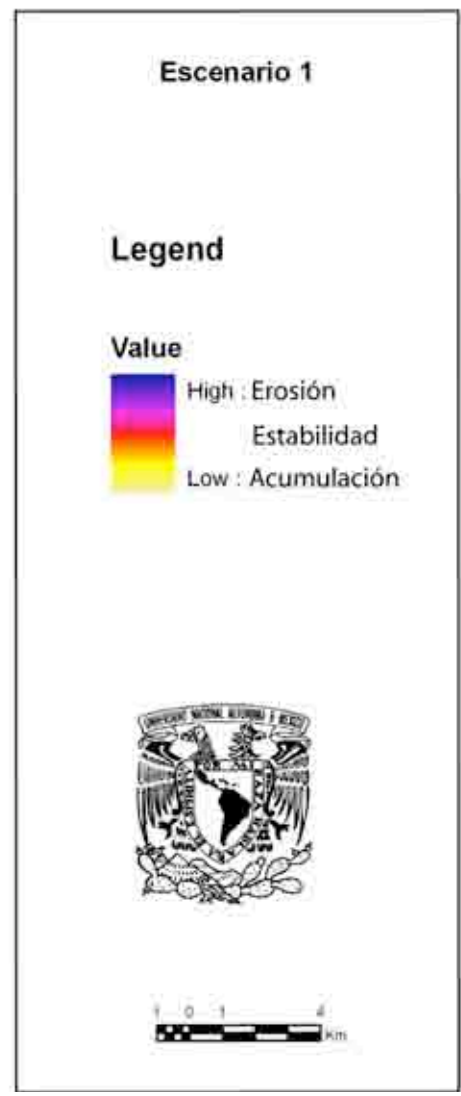 Escenario 1
Legend
Value
High : Erosión
Estabilidad
Low : Acumulación
1 0 1 4
Km